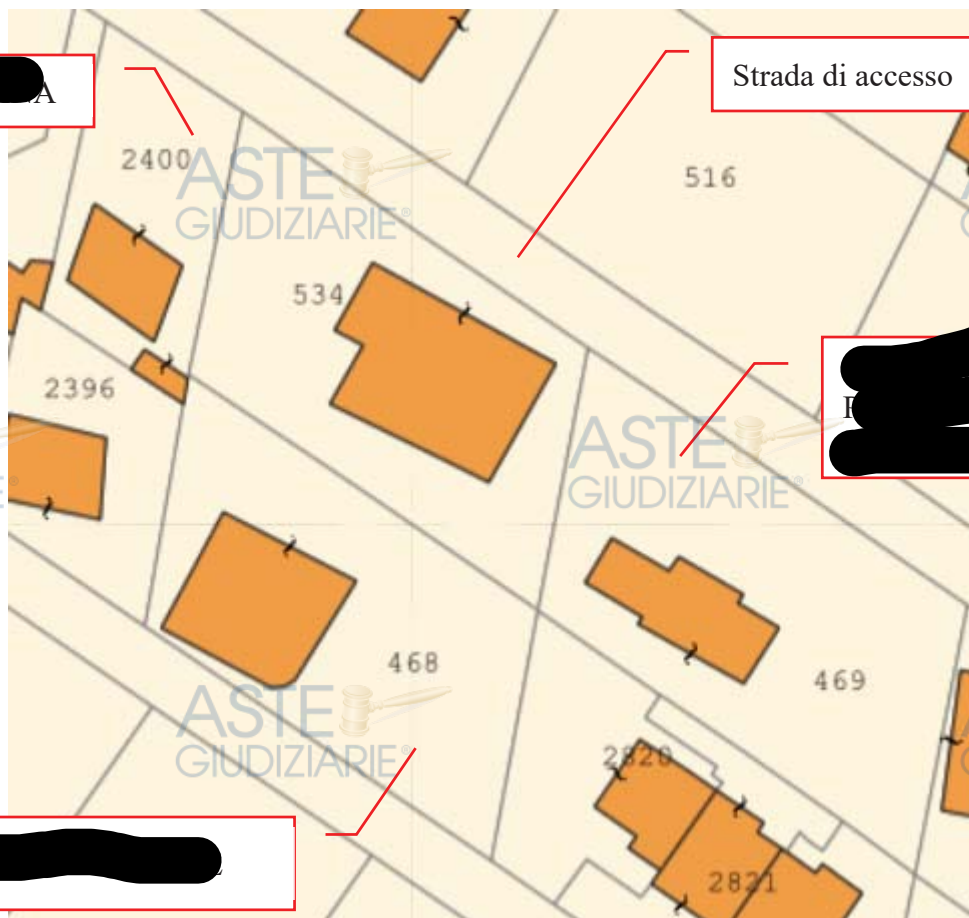 Strada di accesso
2400
ASTE
GIUDIZIARIE®
516
534
2396
ASTE
GIUDIZIARIE®
468
469
ASTE
GIUDIZIARIE®
2820
2821